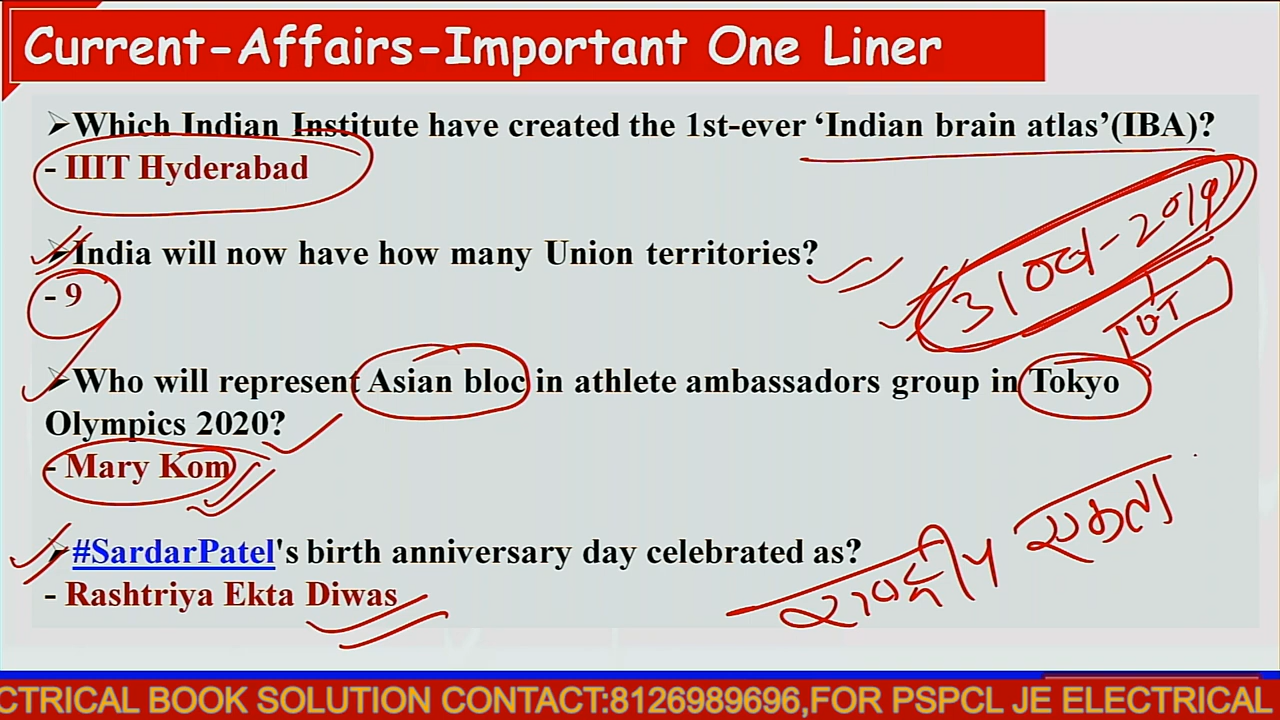 Current-Affairs-Important One Liner
➢Which Indian Institute have created the 1st-ever ‘Indian brain atlas’(IBA)?
- IIIT Hyderabad
➢India will now have how many Union territories?
- 9
31 Oct-2019
UT
➢Who will represent Asian bloc in athlete ambassadors group in Tokyo
Olympics 2020?
- Mary Kom
➢#SardarPatel's birth anniversary day celebrated as?
- Rashtriya Ekta Diwas
राष्ट्रीय एकता
CTRICAL BOOK SOLUTION CONTACT:8126989696,FOR PSPCL JE ELECTRICAL